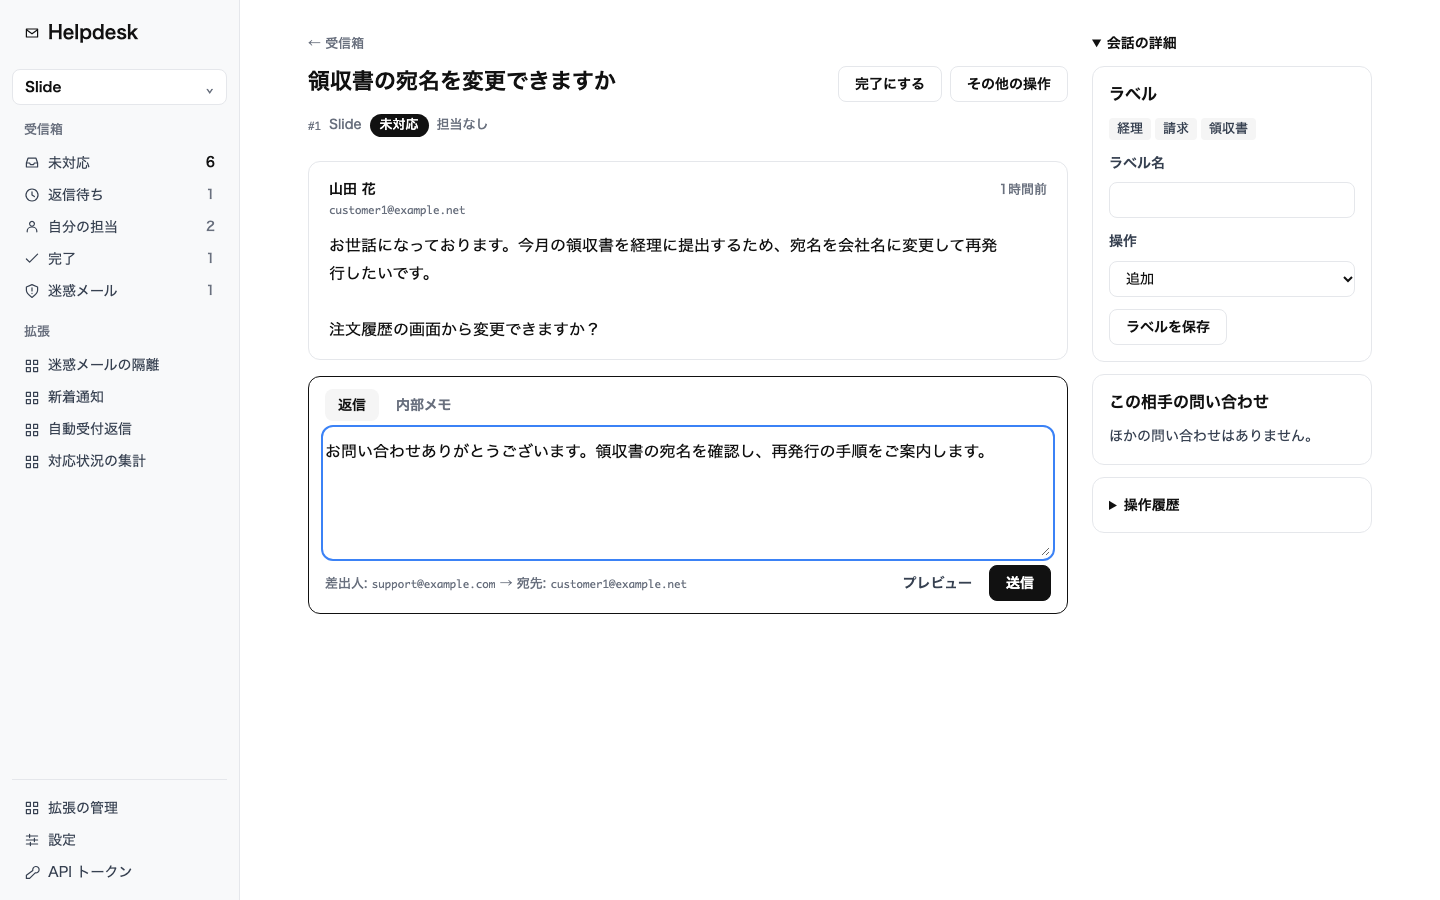 Helpdesk
Slide
受信箱
未対応 6
返信待ち 1
自分の担当 2
完了 1
迷惑メール 1
拡張
迷惑メールの隔離
新着通知
自動受付返信
対応状況の集計
拡張の管理
設定
API トークン
← 受信箱
領収書の宛名を変更できますか
完了にする
その他の操作
#1 Slide 未対応 担当なし
山田 花
1時間前
customer1@example.net
お世話になっております。今月の領収書を経理に提出するため、宛名を会社名に変更して再発
行したいです。
注文履歴の画面から変更できますか？
返信
内部メモ
お問い合わせありがとうございます。領収書の宛名を確認し、再発行の手順をご案内します。
差出人: support@example.com → 宛先: customer1@example.net
プレビュー
送信
▼ 会話の詳細
ラベル
経理 請求 領収書
ラベル名
操作
追加
ラベルを保存
この相手の問い合わせ
ほかの問い合わせはありません。
▶ 操作履歴